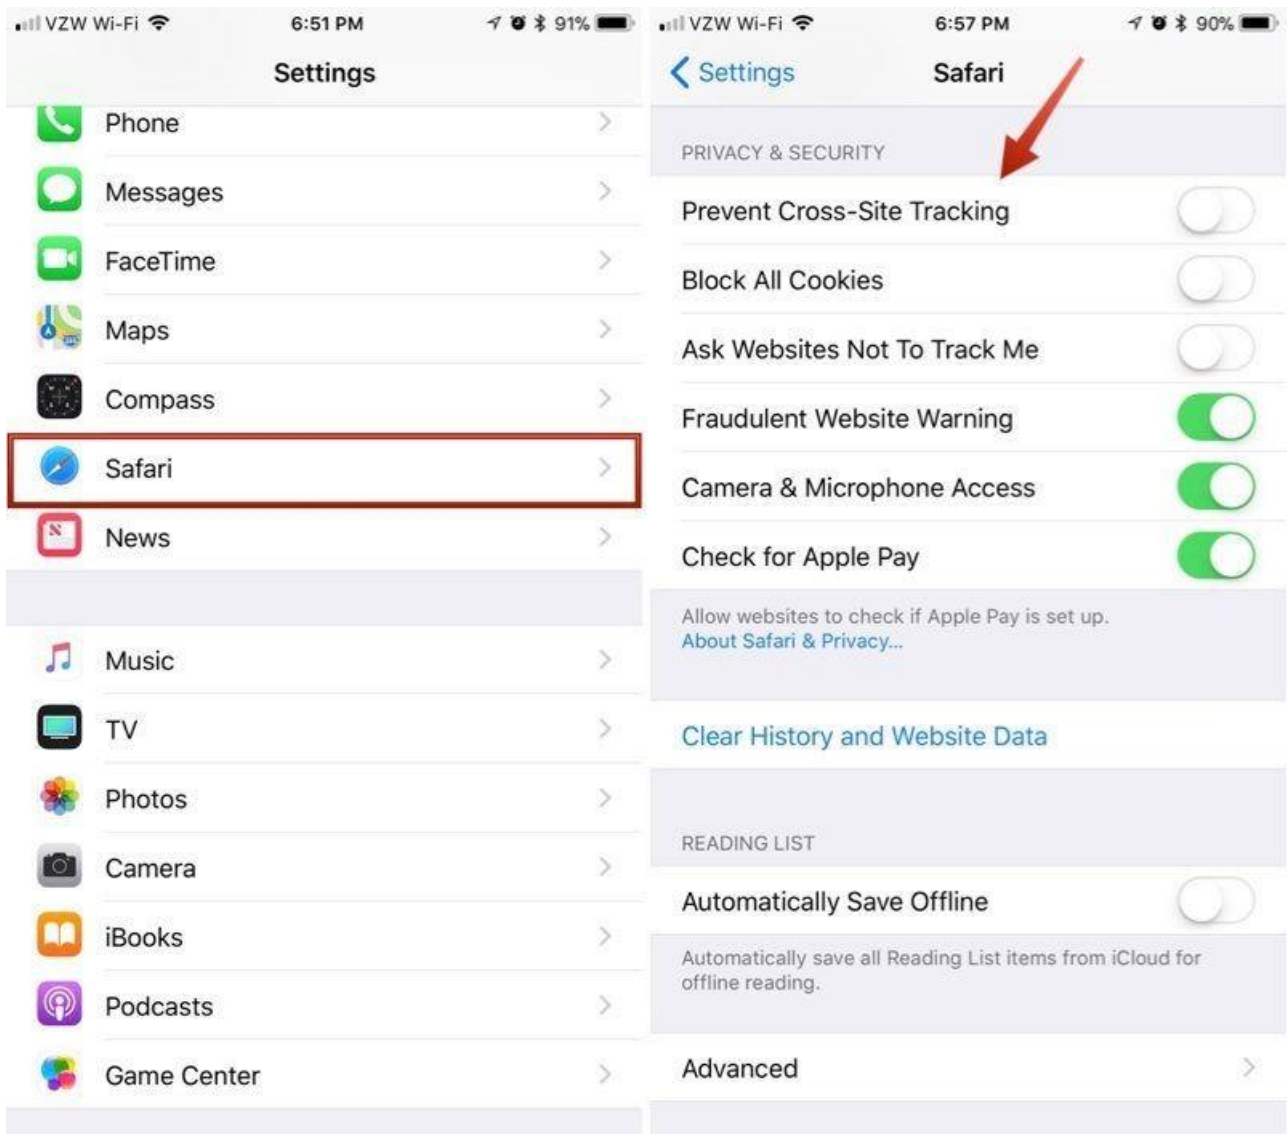 VZW Wi-Fi 6:51 PM 91%
Settings
Phone
Messages
FaceTime
Maps
Compass
Safari
News
Music
TV
Photos
Camera
iBooks
Podcasts
Game Center
VZW Wi-Fi 6:57 PM 90%
Settings Safari
PRIVACY & SECURITY
Prevent Cross-Site Tracking
Block All Cookies
Ask Websites Not To Track Me
Fraudulent Website Warning
Camera & Microphone Access
Check for Apple Pay
Allow websites to check if Apple Pay is set up.
About Safari & Privacy...
Clear History and Website Data
READING LIST
Automatically Save Offline
Automatically save all Reading List items from iCloud for
offline reading.
Advanced